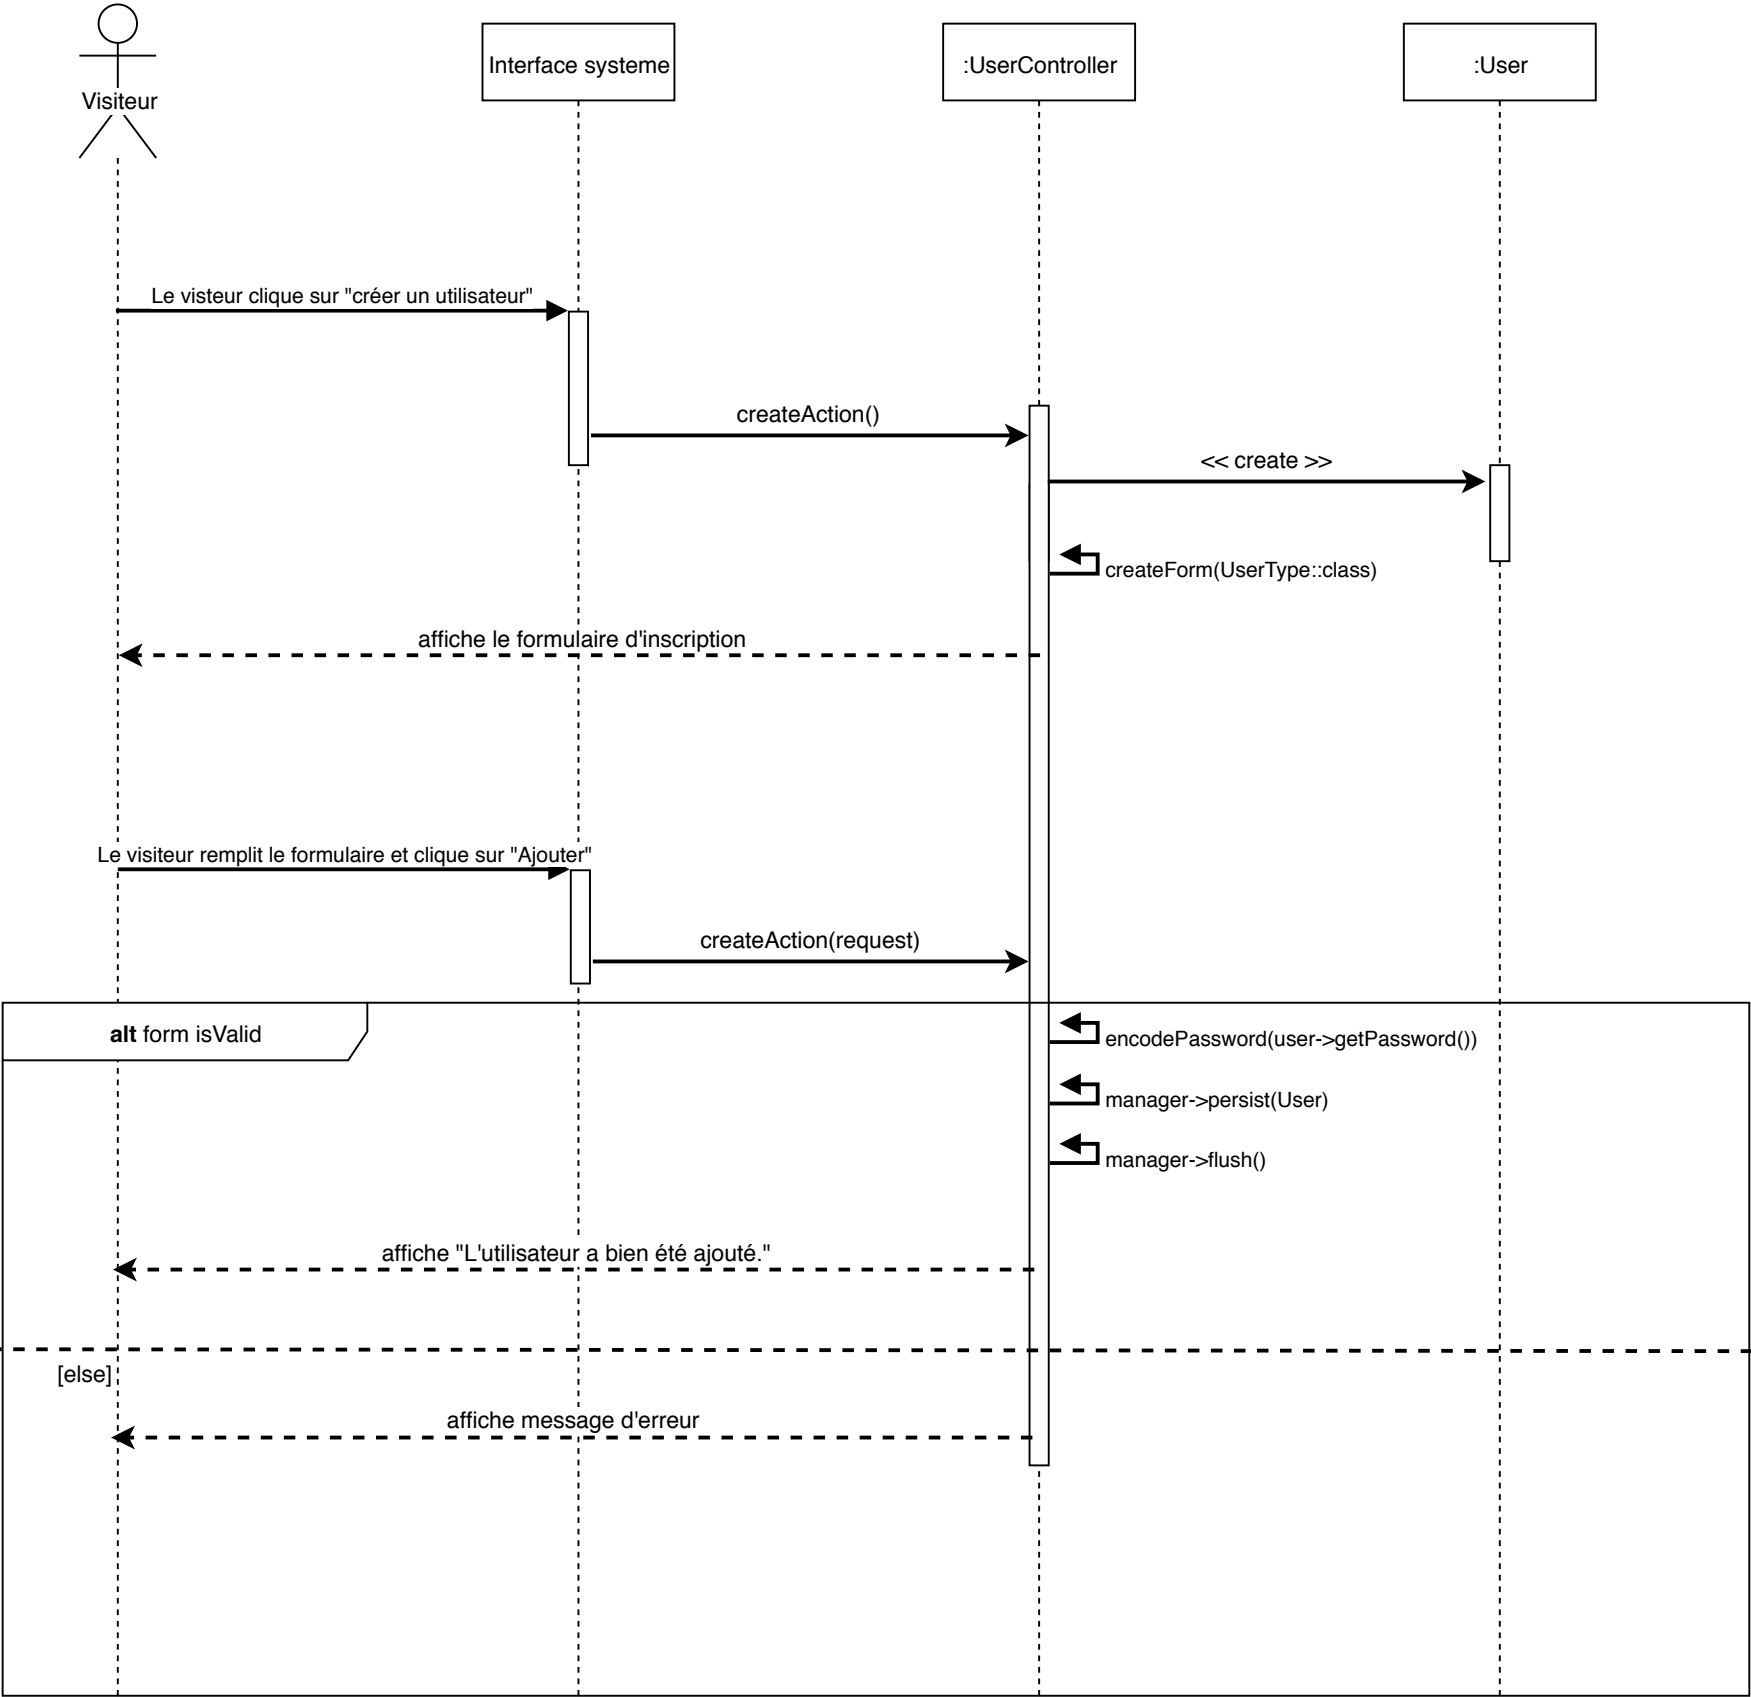 Visiteur
Interface systeme
:UserController
:User
Le visteur clique sur "créer un utilisateur"
createAction()
<< create >>
createForm(UserType::class)
affiche le formulaire d'inscription
Le visiteur remplit le formulaire et clique sur "Ajouter"
createAction(request)
alt form isValid
encodePassword(user->getPassword())
manager->persist(User)
manager->flush()
affiche "L'utilisateur a bien été ajouté."
[else]
affiche message d'erreur